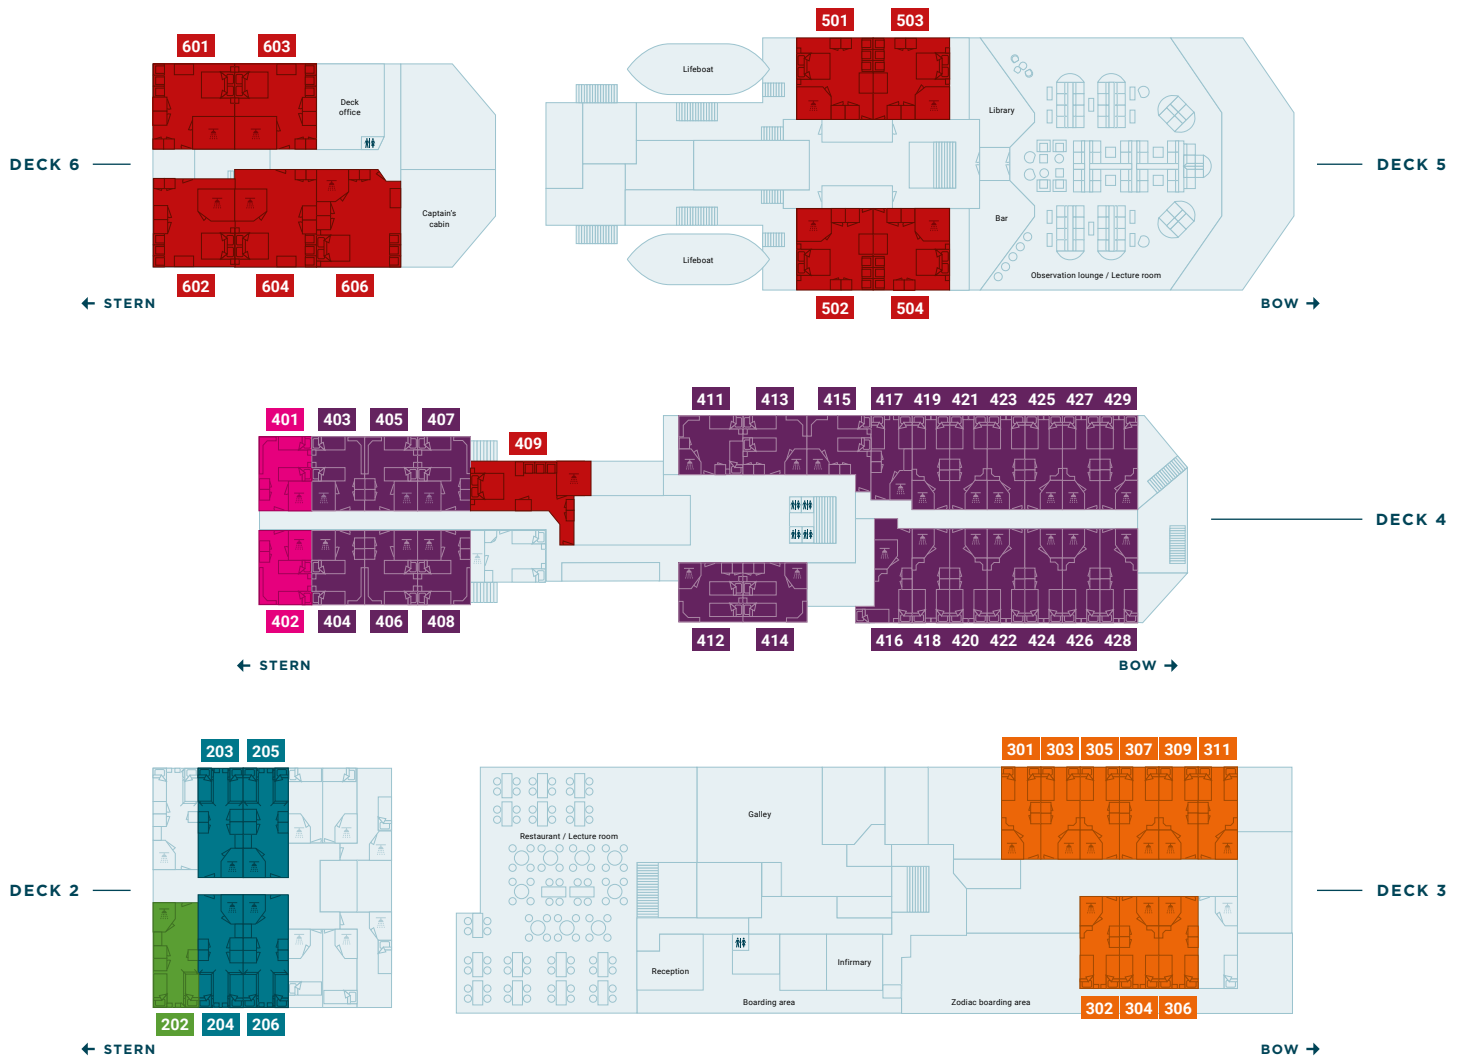 601 603
501 503
Deck
office
Captain's
cabin
DECK 6
602 604 606
STERN
Lifeboat
Lifeboat
Library
Bar
Observation lounge / Lecture room
DECK 5
502 504
BOW
401 403 405 407 409 411 413 415 417 419 421 423 425 427 429
DECK 4
402 404 406 408 412 414 416 418 420 422 424 426 428
STERN
BOW
203 205
DECK 2
202 204 206
STERN
301 303 305 307 309 311
Galley
Restaurant / Lecture room
Reception
Infirmary
Boarding area
Zodiac boarding area
DECK 3
302 304 306
BOW